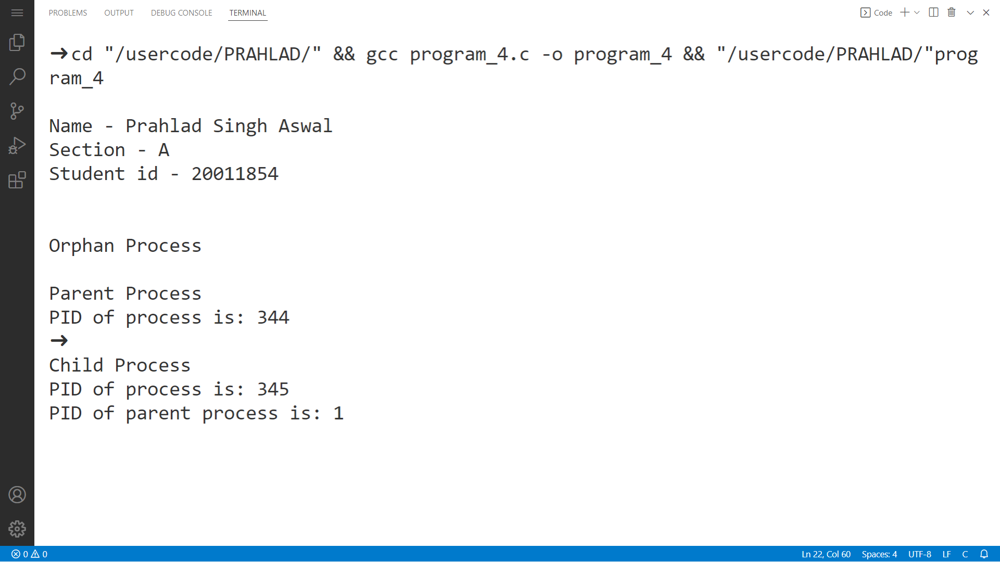 PROBLEMS OUTPUT DEBUG CONSOLE TERMINAL Code
➜cd "/usercode/PRAHLAD/" && gcc program_4.c -o program_4 && "/usercode/PRAHLAD/"prog
ram_4
Name - Prahlad Singh Aswal
Section - A
Student id - 20011854
Orphan Process
Parent Process
PID of process is: 344
➜
Child Process
PID of process is: 345
PID of parent process is: 1
0 0 Ln 22, Col 60 Spaces: 4 UTF-8 LF C